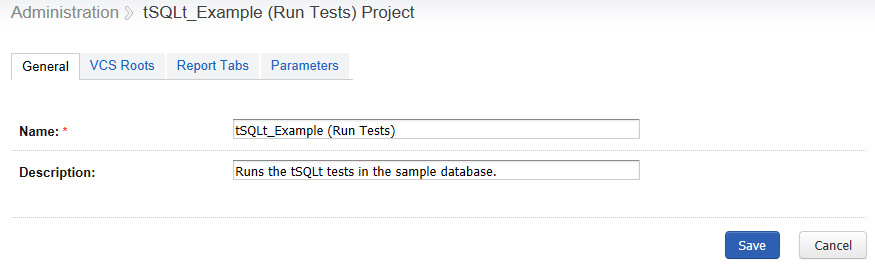 Administration » tSQLt_Example (Run Tests) Project
General VCS Roots Report Tabs Parameters
Name: * tSQLt_Example (Run Tests)
Description: Runs the tSQLt tests in the sample database.
Save Cancel